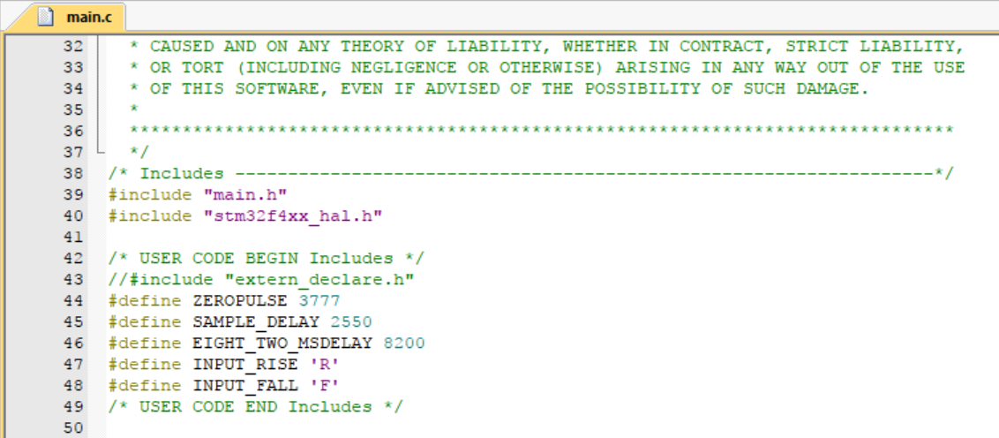 main.c
32 * CAUSED AND ON ANY THEORY OF LIABILITY, WHETHER IN CONTRACT, STRICT LIABILITY,
33 * OR TORT (INCLUDING NEGLIGENCE OR OTHERWISE) ARISING IN ANY WAY OUT OF THE USE
34 * OF THIS SOFTWARE, EVEN IF ADVISED OF THE POSSIBILITY OF SUCH DAMAGE.
35 *
36 ******************************************************************************
37 */
38 /* Includes ------------------------------------------------------------------*/
39 #include "main.h"
40 #include "stm32f4xx_hal.h"
41
42 /* USER CODE BEGIN Includes */
43 //#include "extern_declare.h"
44 #define ZEROPULSE 3777
45 #define SAMPLE_DELAY 2550
46 #define EIGHT_TWO_MSDELAY 8200
47 #define INPUT_RISE 'R'
48 #define INPUT_FALL 'F'
49 /* USER CODE END Includes */
50